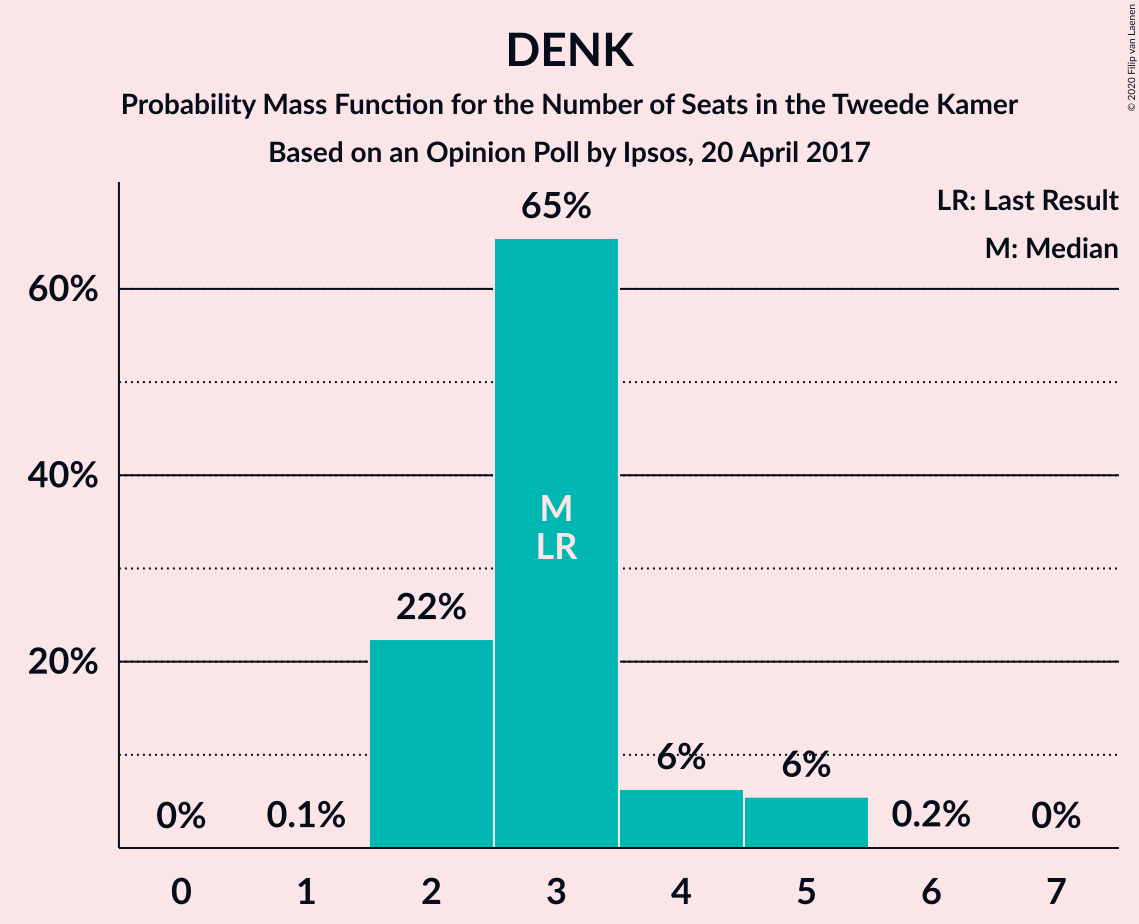 DENK
Probability Mass Function for the Number of Seats in the Tweede Kamer
Based on an Opinion Poll by Ipsos, 20 April 2017
© 2020 Filip van Laenen
LR: Last Result
M: Median
65%
60%
M
LR
40%
22%
20%
6%
6%
0%
0.1%
0.2%
0%
0 1 2 3 4 5 6 7